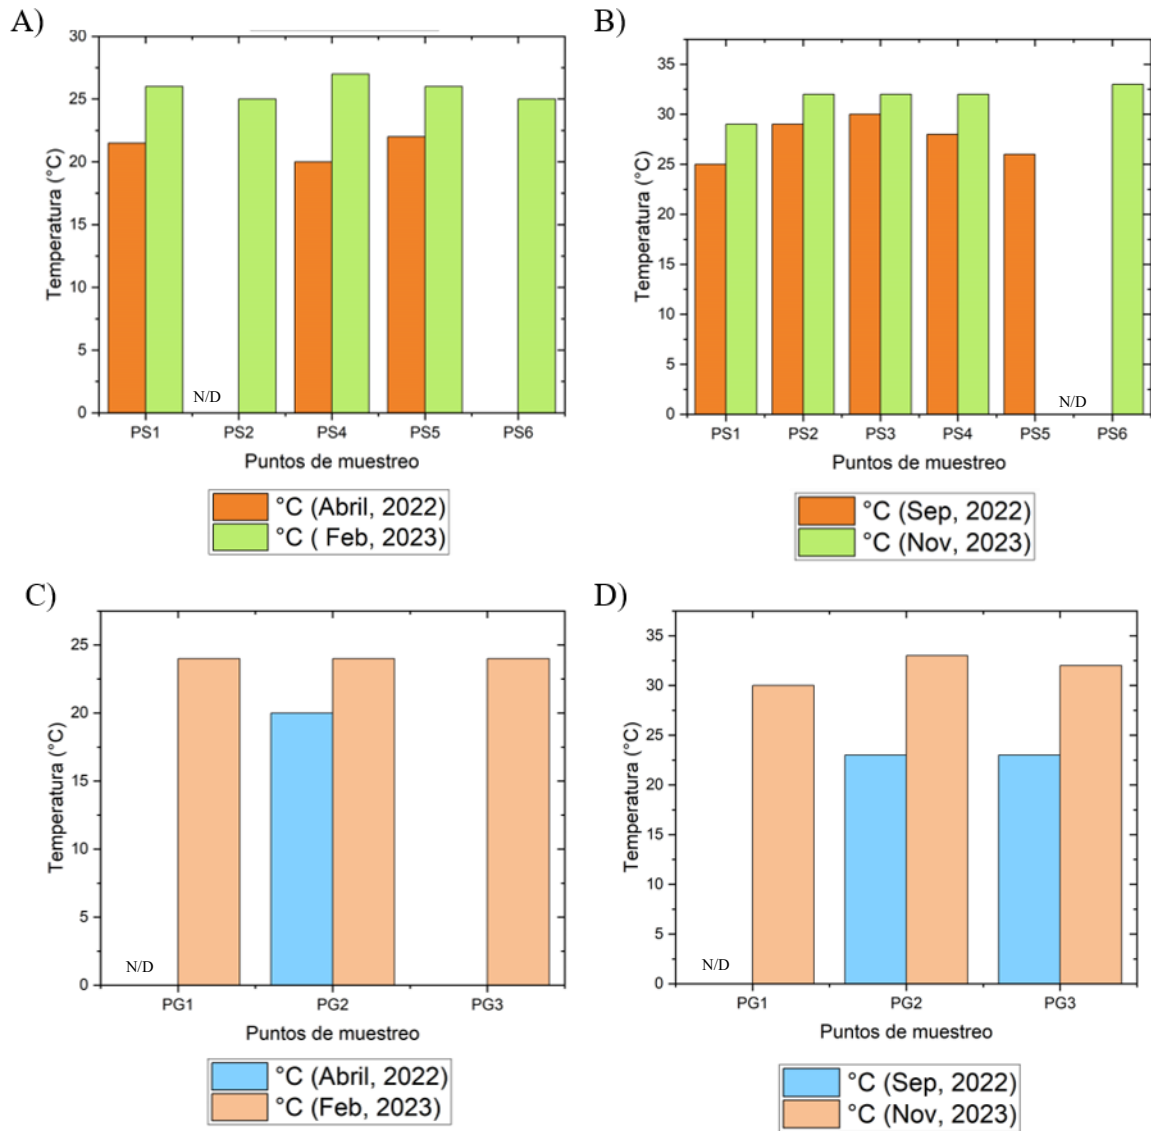 A)
30
25
20
15
10
5
0
Temperatura (°C)
N/D
PS1 PS2 PS4 PS5 PS6
Puntos de muestreo
°C (Abril, 2022)
°C ( Feb, 2023)
B)
35
30
25
20
15
10
5
0
Temperatura (°C)
N/D
PS1 PS2 PS3 PS4 PS5 PS6
Puntos de muestreo
°C (Sep, 2022)
°C (Nov, 2023)
C)
25
20
15
10
5
0
Temperatura (°C)
N/D
PG1 PG2 PG3
Puntos de muestreo
°C (Abril, 2022)
°C (Feb, 2023)
D)
35
30
25
20
15
10
5
0
Temperatura (°C)
N/D
PG1 PG2 PG3
Puntos de muestreo
°C (Sep, 2022)
°C (Nov, 2023)